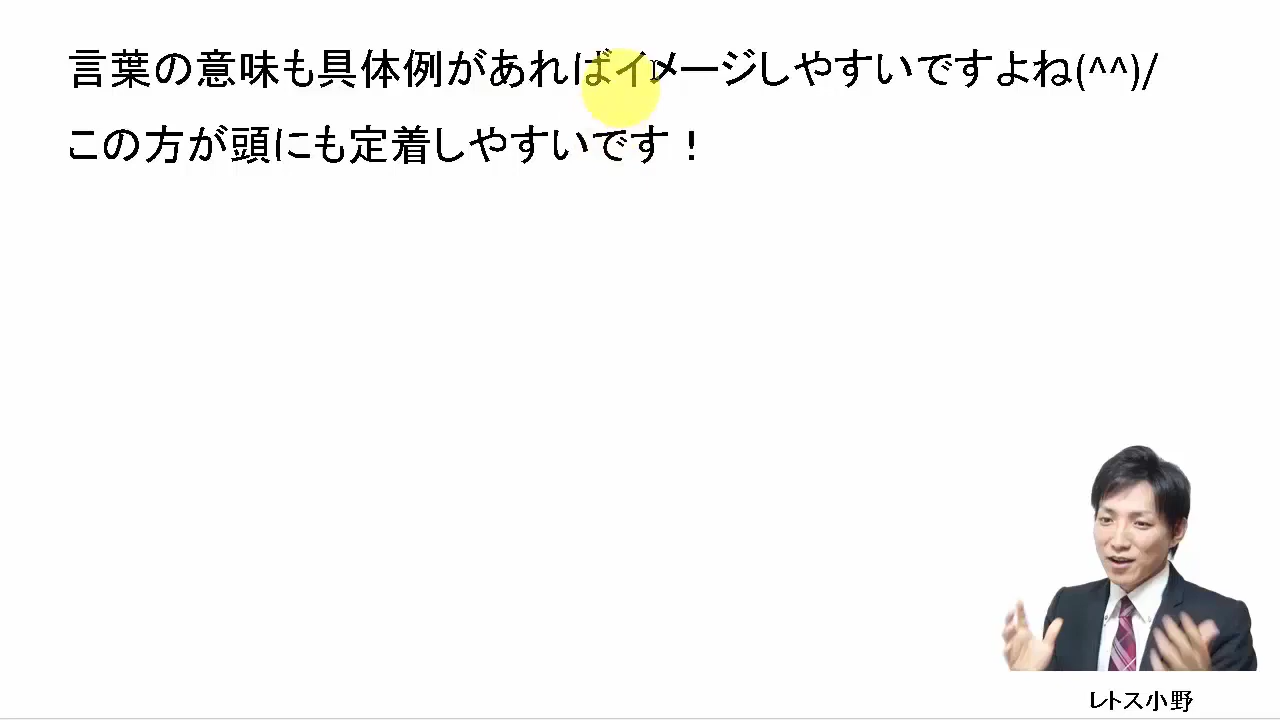 言葉の意味も具体例があればイメージしやすいですよね(^^)/
この方が頭にも定着しやすいです！
レトス小野